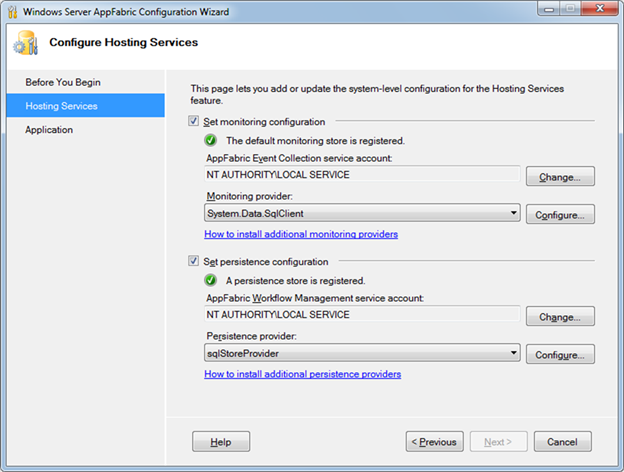 Windows Server AppFabric Configuration Wizard
Configure Hosting Services
Before You Begin
Hosting Services
Application
This page lets you add or update the system-level configuration for the Hosting Services
feature.
Set monitoring configuration
The default monitoring store is registered.
AppFabric Event Collection service account:
NT AUTHORITY\LOCAL SERVICE
Change...
Monitoring provider:
System.Data.SqlClient
Configure...
How to install additional monitoring providers
Set persistence configuration
A persistence store is registered.
AppFabric Workflow Management service account:
NT AUTHORITY\LOCAL SERVICE
Change...
Persistence provider:
sqlStoreProvider
Configure...
How to install additional persistence providers
Help
< Previous
Next >
Cancel